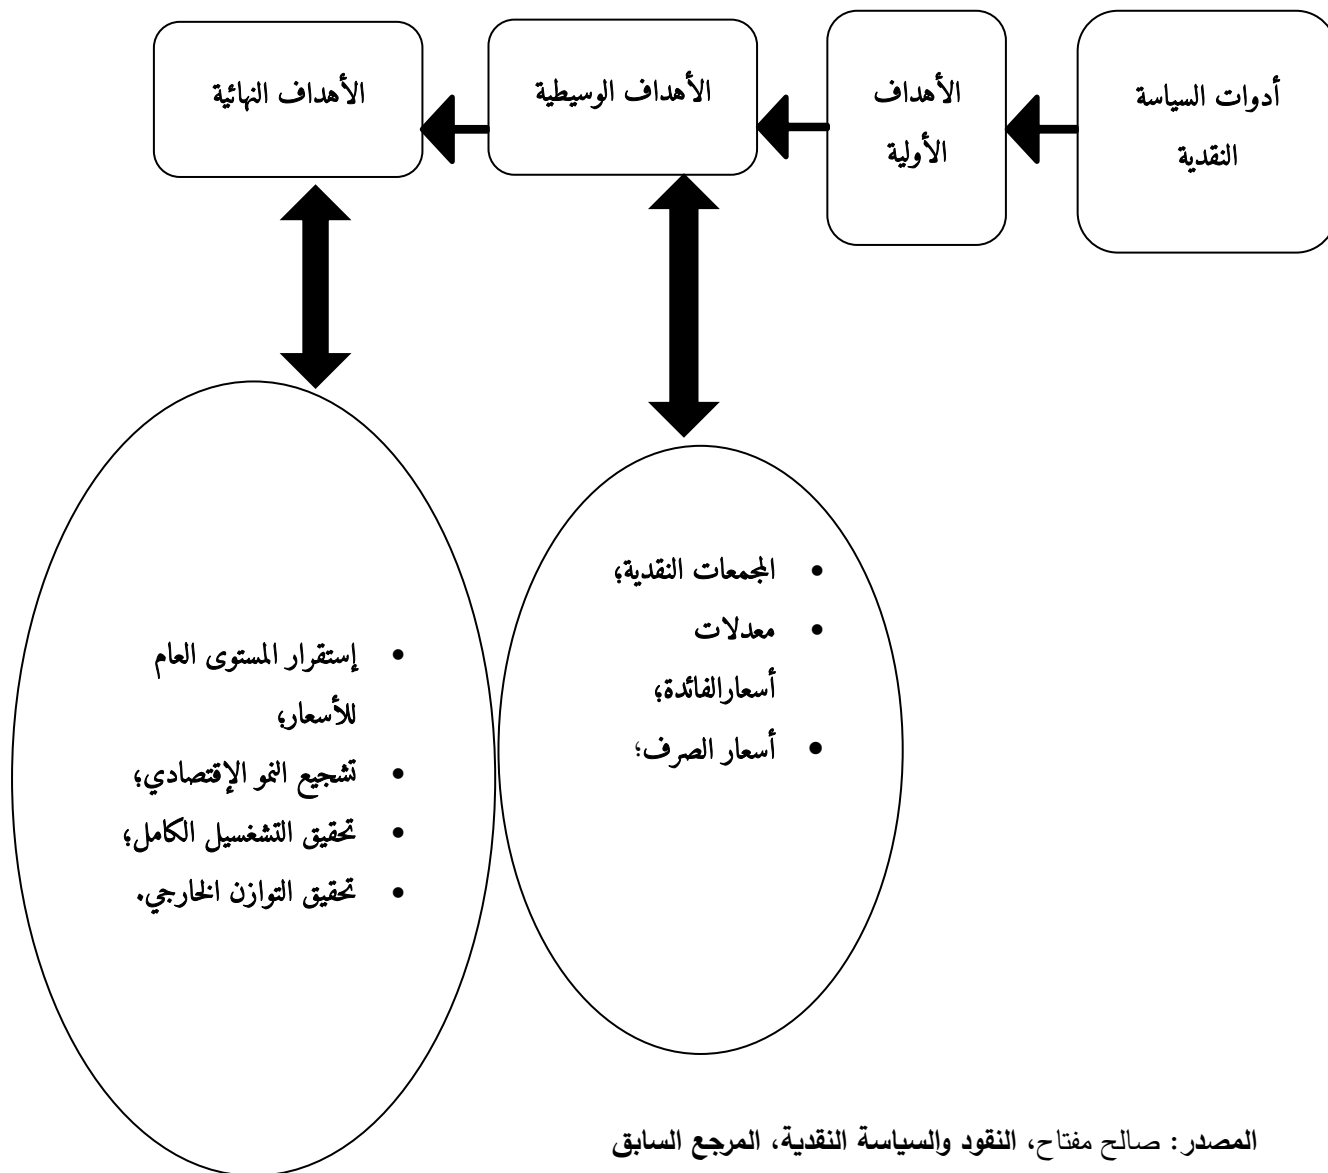 أدوات السياسة
النقدية
الأهداف
الأولية
الأهداف الوسيطية
الأهداف النهائية
• المجمعات النقدية؛
• معدلات
أسعارالفائدة؛
• أسعار الصرف؛
• إستقرار المستوى العام
للأسعار؛
• تشجيع النمو الإقتصادي؛
• تحقيق التشغسيل الكامل؛
• تحقيق التوازن الخارجي.
المصدر: صالح مفتاح، النقود والسياسة النقدية، المرجع السابق